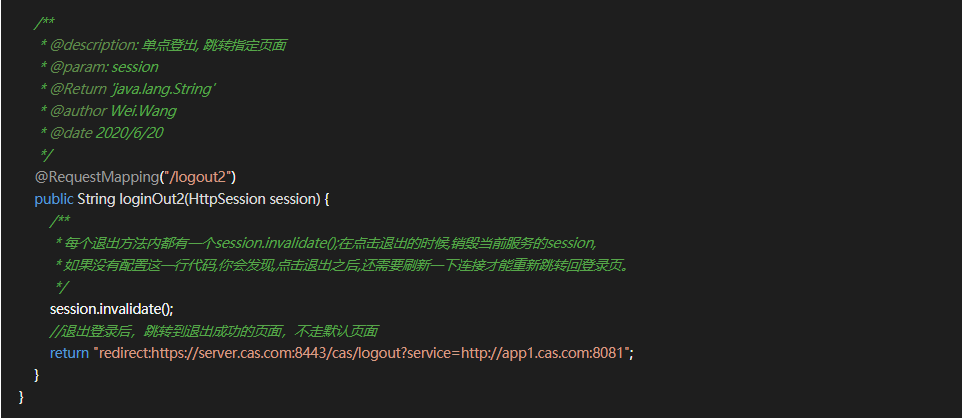 /**
* @description: 单点登出, 跳转指定页面
* @param: session
* @Return 'java.lang.String'
* @author Wei.Wang
* @date 2020/6/20
*/
@RequestMapping("/logout2")
public String loginOut2(HttpSession session) {
/**
* 每个退出方法内都有一个session.invalidate();在点击退出的时候,销毁当前服务的session,
* 如果没有配置这一行代码,你会发现,点击退出之后,还需要刷新一下连接才能重新跳转回登录页。
*/
session.invalidate();
//退出登录后，跳转到退出成功的页面，不走默认页面
return "redirect:https://server.cas.com:8443/cas/logout?service=http://app1.cas.com:8081";
}
}